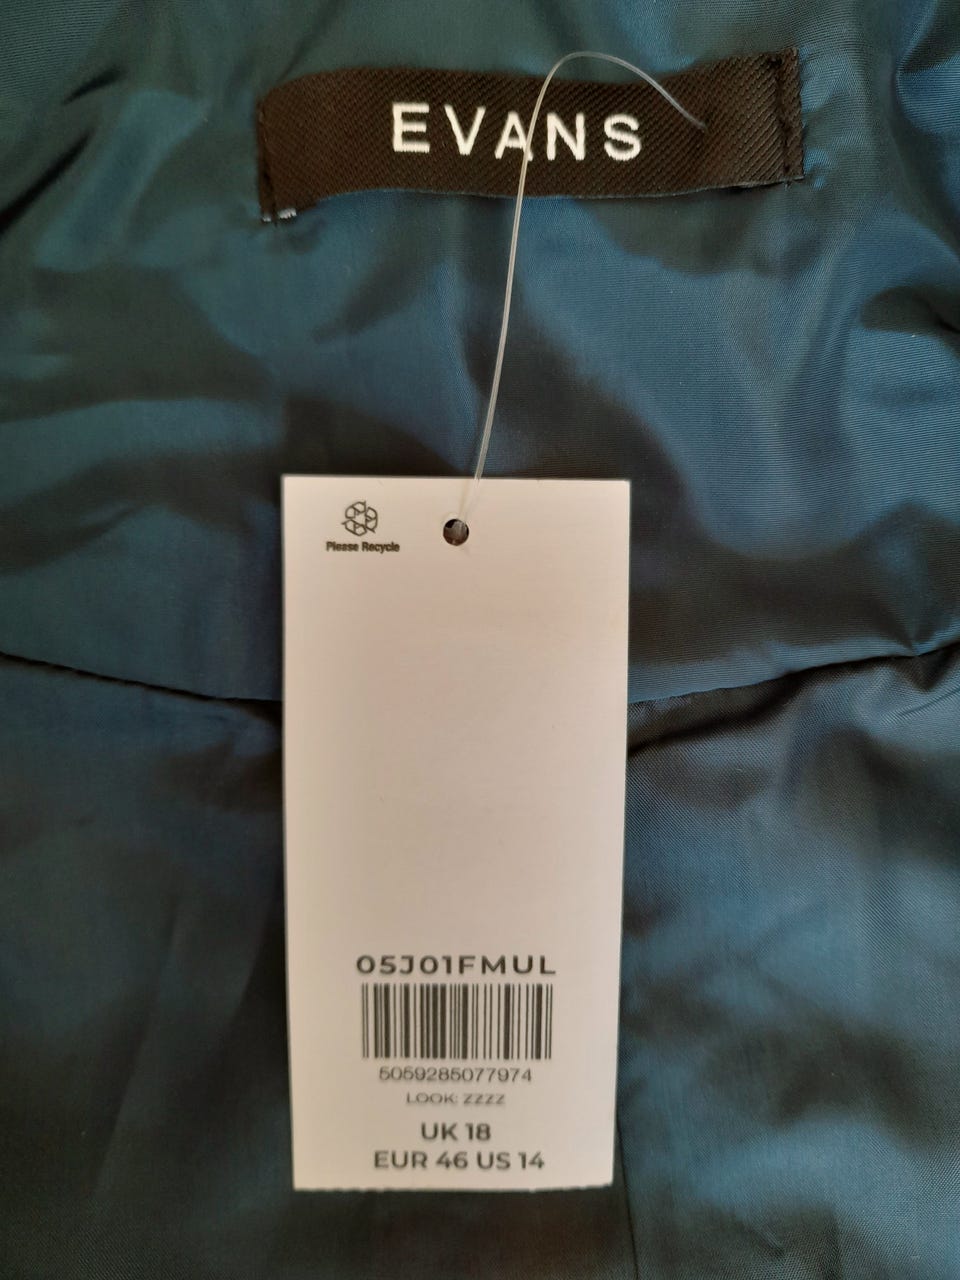 EVANS
Please Recycle
05J01FMUL
5059285077974
LOOK: ZZZZ
UK 18
EUR 46 US 14